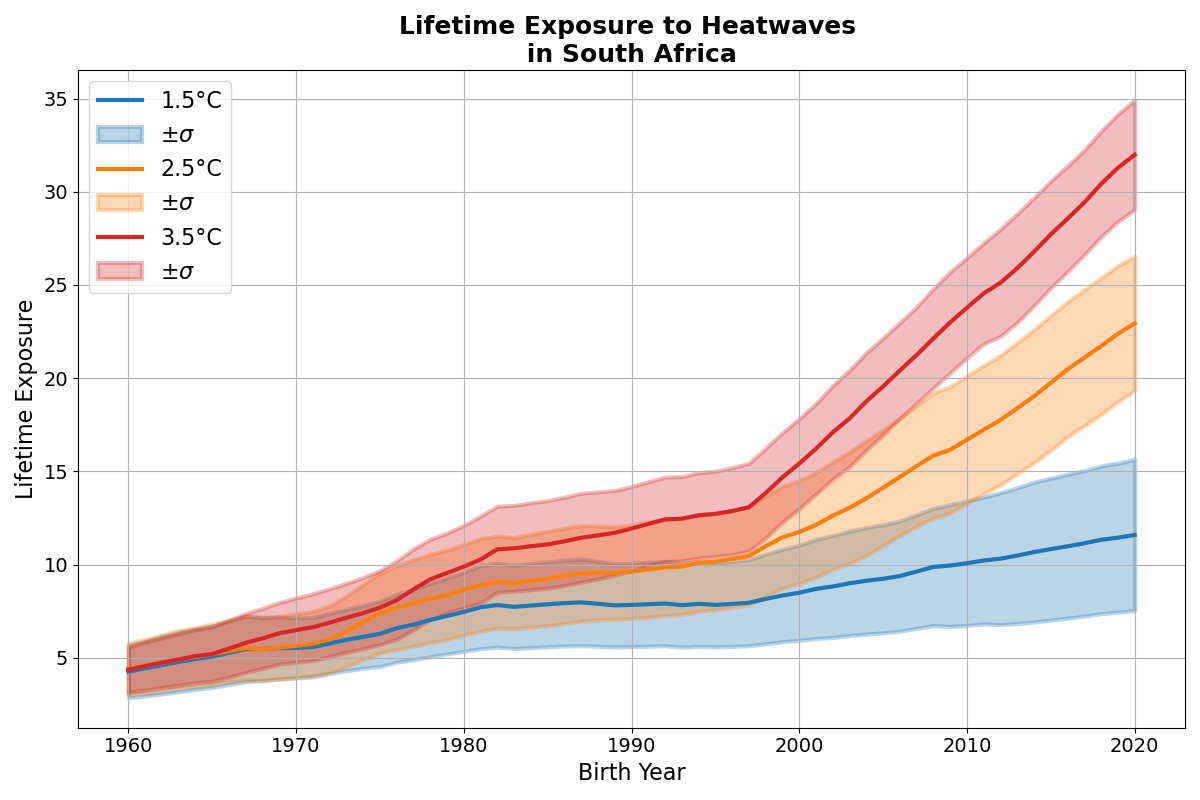 Lifetime Exposure to Heatwaves
in South Africa
35
30
25
20
15
10
5
Lifetime Exposure
1.5°C
±σ
2.5°C
±σ
3.5°C
±σ
1960
1970
1980
1990
2000
2010
2020
Birth Year